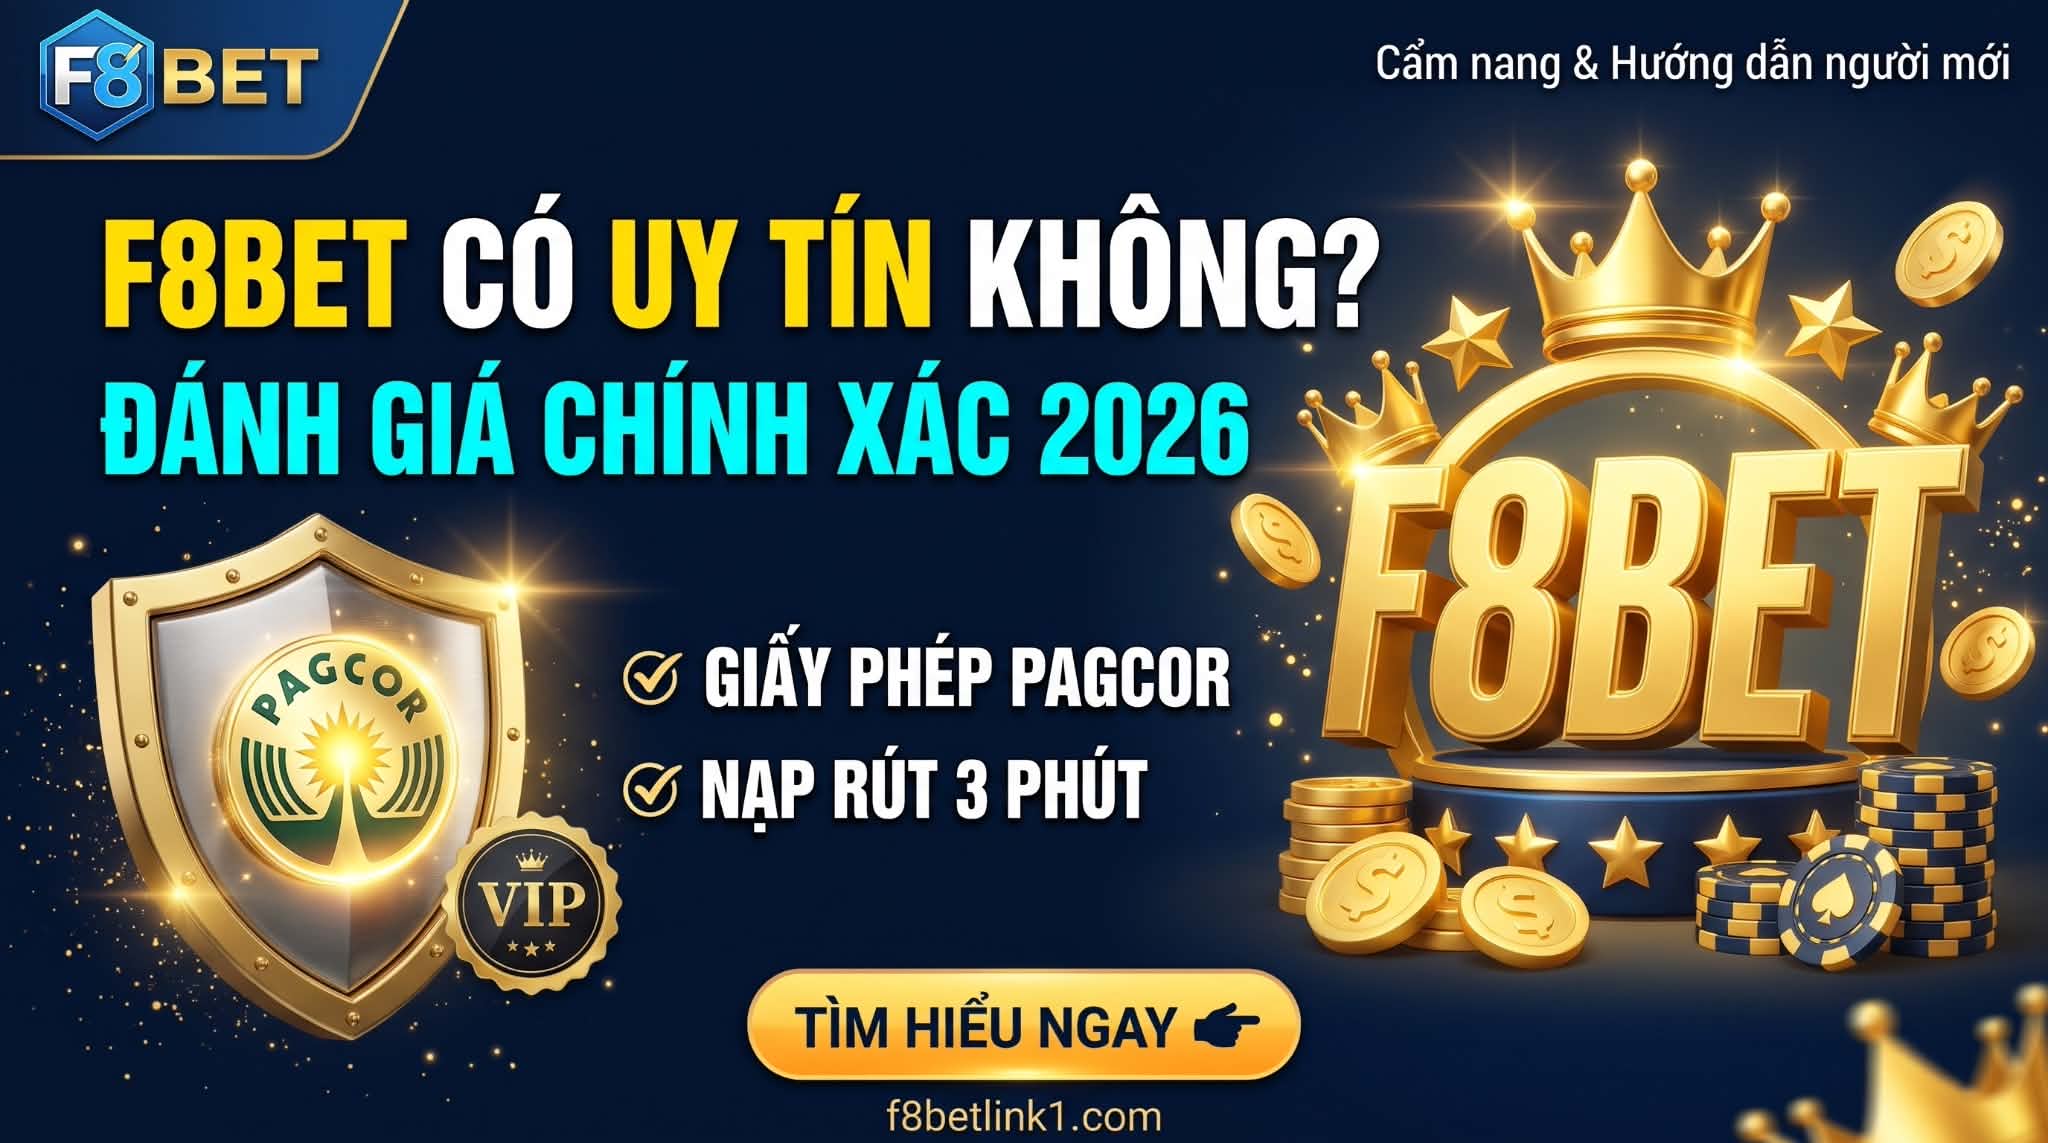 F8BET
Cẩm nang & Hướng dẫn người mới
F8BET CÓ UY TÍN KHÔNG?
ĐÁNH GIÁ CHÍNH XÁC 2026
PAGCOR
VIP
GIẤY PHÉP PAGCOR
NẠP RÚT 3 PHÚT
F8BET
TÌM HIỂU NGAY
f8betlink1.com